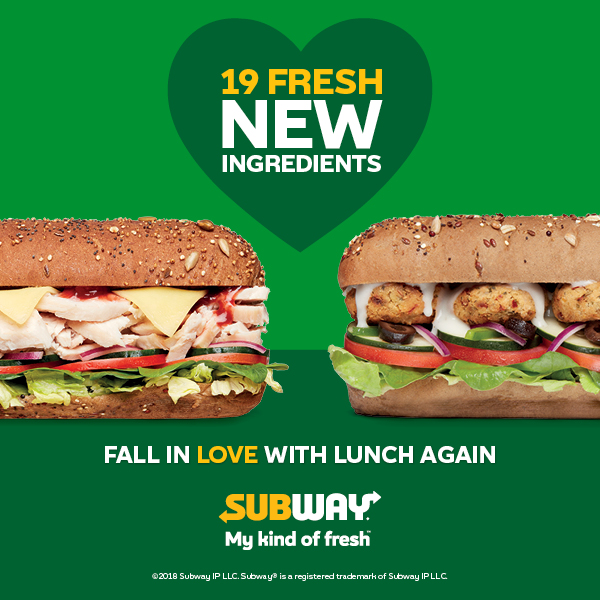 19 FRESH
NEW
INGREDIENTS
FALL IN LOVE WITH LUNCH AGAIN
SUBWAY®
My kind of fresh™
©2018 Subway IP LLC. Subway® is a registered trademark of Subway IP LLC.